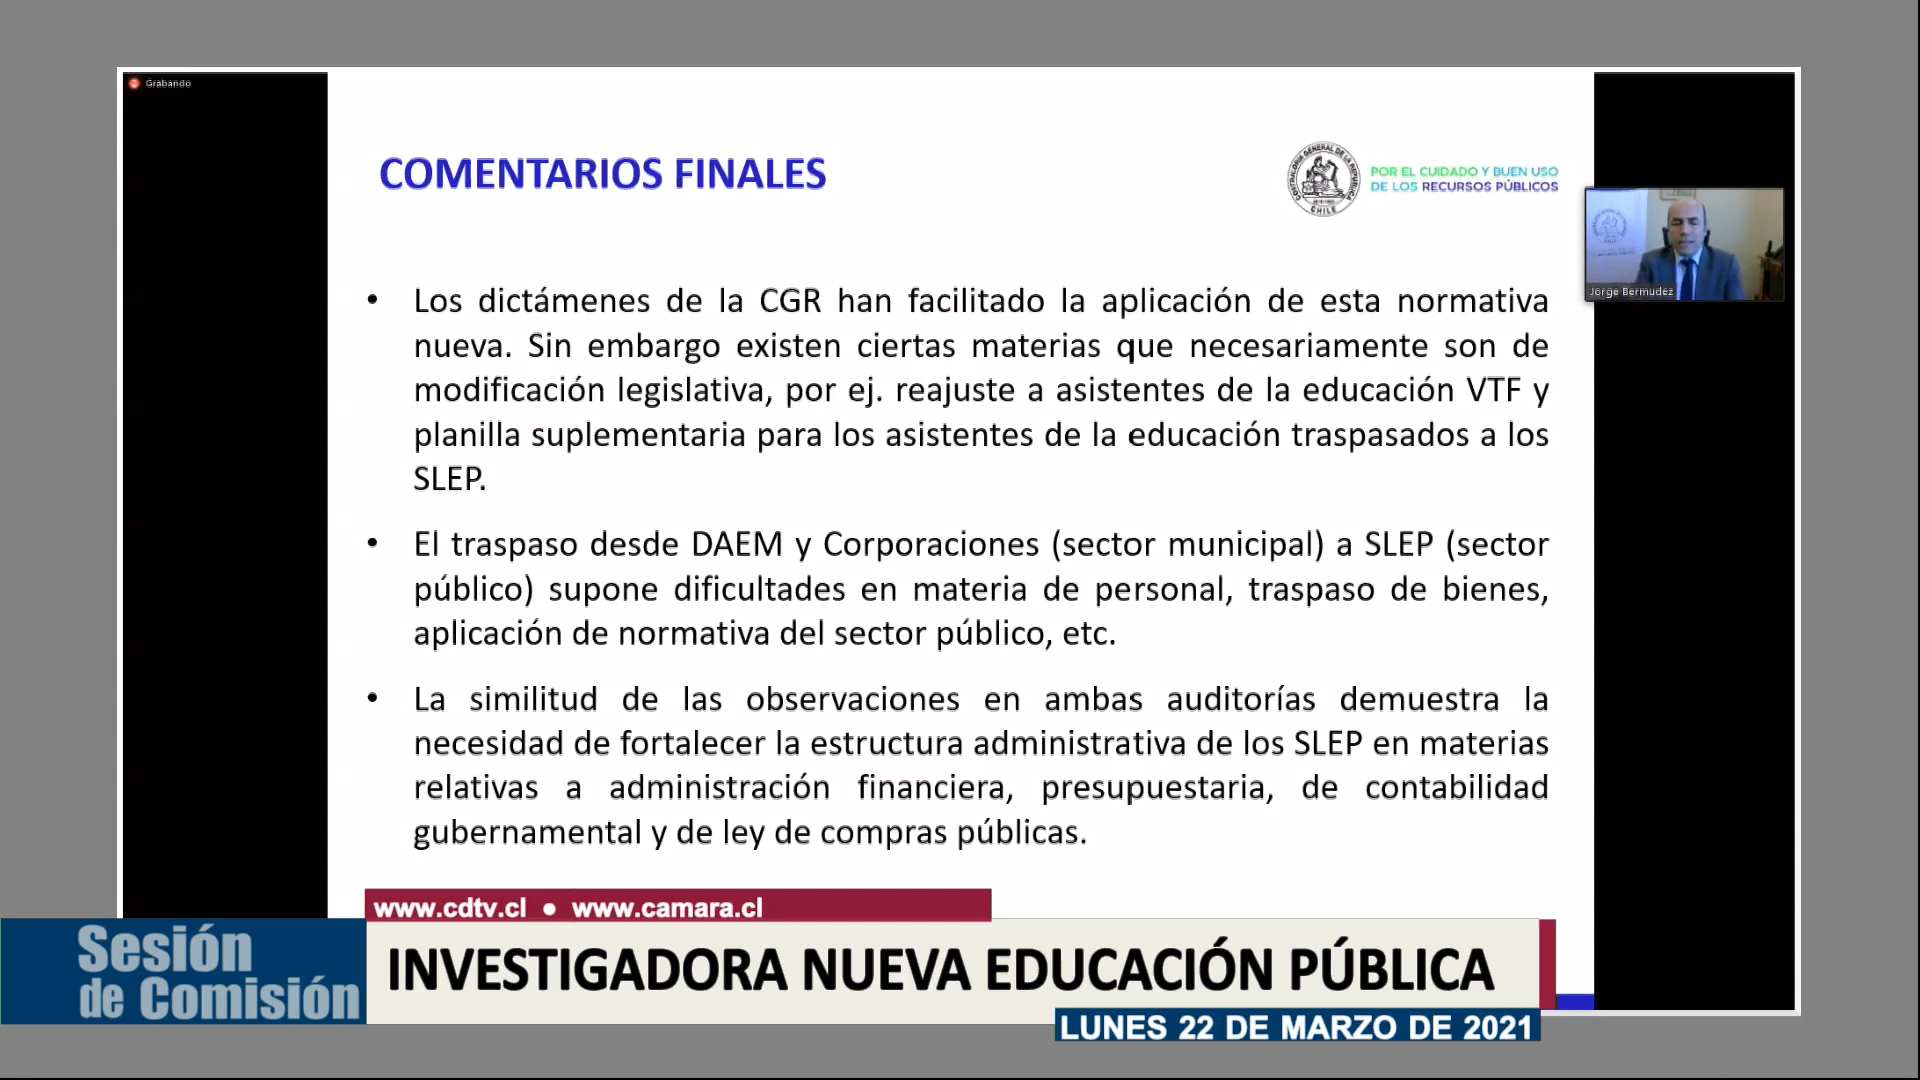 Grabando
COMENTARIOS FINALES
CONTRALORÍA GENERAL DE LA REPÚBLICA
CHILE
POR EL CUIDADO Y BUEN USO
DE LOS RECURSOS PÚBLICOS
Jorge Bermudez
• Los dictámenes de la CGR han facilitado la aplicación de esta normativa
nueva. Sin embargo existen ciertas materias que necesariamente son de
modificación legislativa, por ej. reajuste a asistentes de la educación VTF y
planilla suplementaria para los asistentes de la educación traspasados a los
SLEP.
• El traspaso desde DAEM y Corporaciones (sector municipal) a SLEP (sector
público) supone dificultades en materia de personal, traspaso de bienes,
aplicación de normativa del sector público, etc.
• La similitud de las observaciones en ambas auditorías demuestra la
necesidad de fortalecer la estructura administrativa de los SLEP en materias
relativas a administración financiera, presupuestaria, de contabilidad
gubernamental y de ley de compras públicas.
www.cdtv.cl ● www.camara.cl
Sesión
de Comisión
INVESTIGADORA NUEVA EDUCACIÓN PÚBLICA
LUNES 22 DE MARZO DE 2021